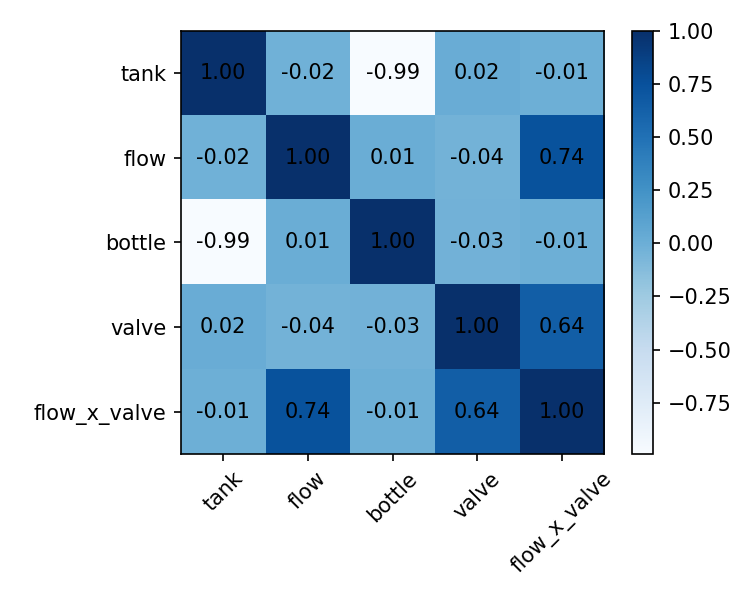 tank 1.00 -0.02 -0.99 0.02 -0.01
flow -0.02 1.00 0.01 -0.04 0.74
bottle -0.99 0.01 1.00 -0.03 -0.01
valve 0.02 -0.04 -0.03 1.00 0.64
flow_x_valve -0.01 0.74 -0.01 0.64 1.00
tank flow bottle valve flow_x_valve
1.00
0.75
0.50
0.25
0.00
−0.25
−0.50
−0.75